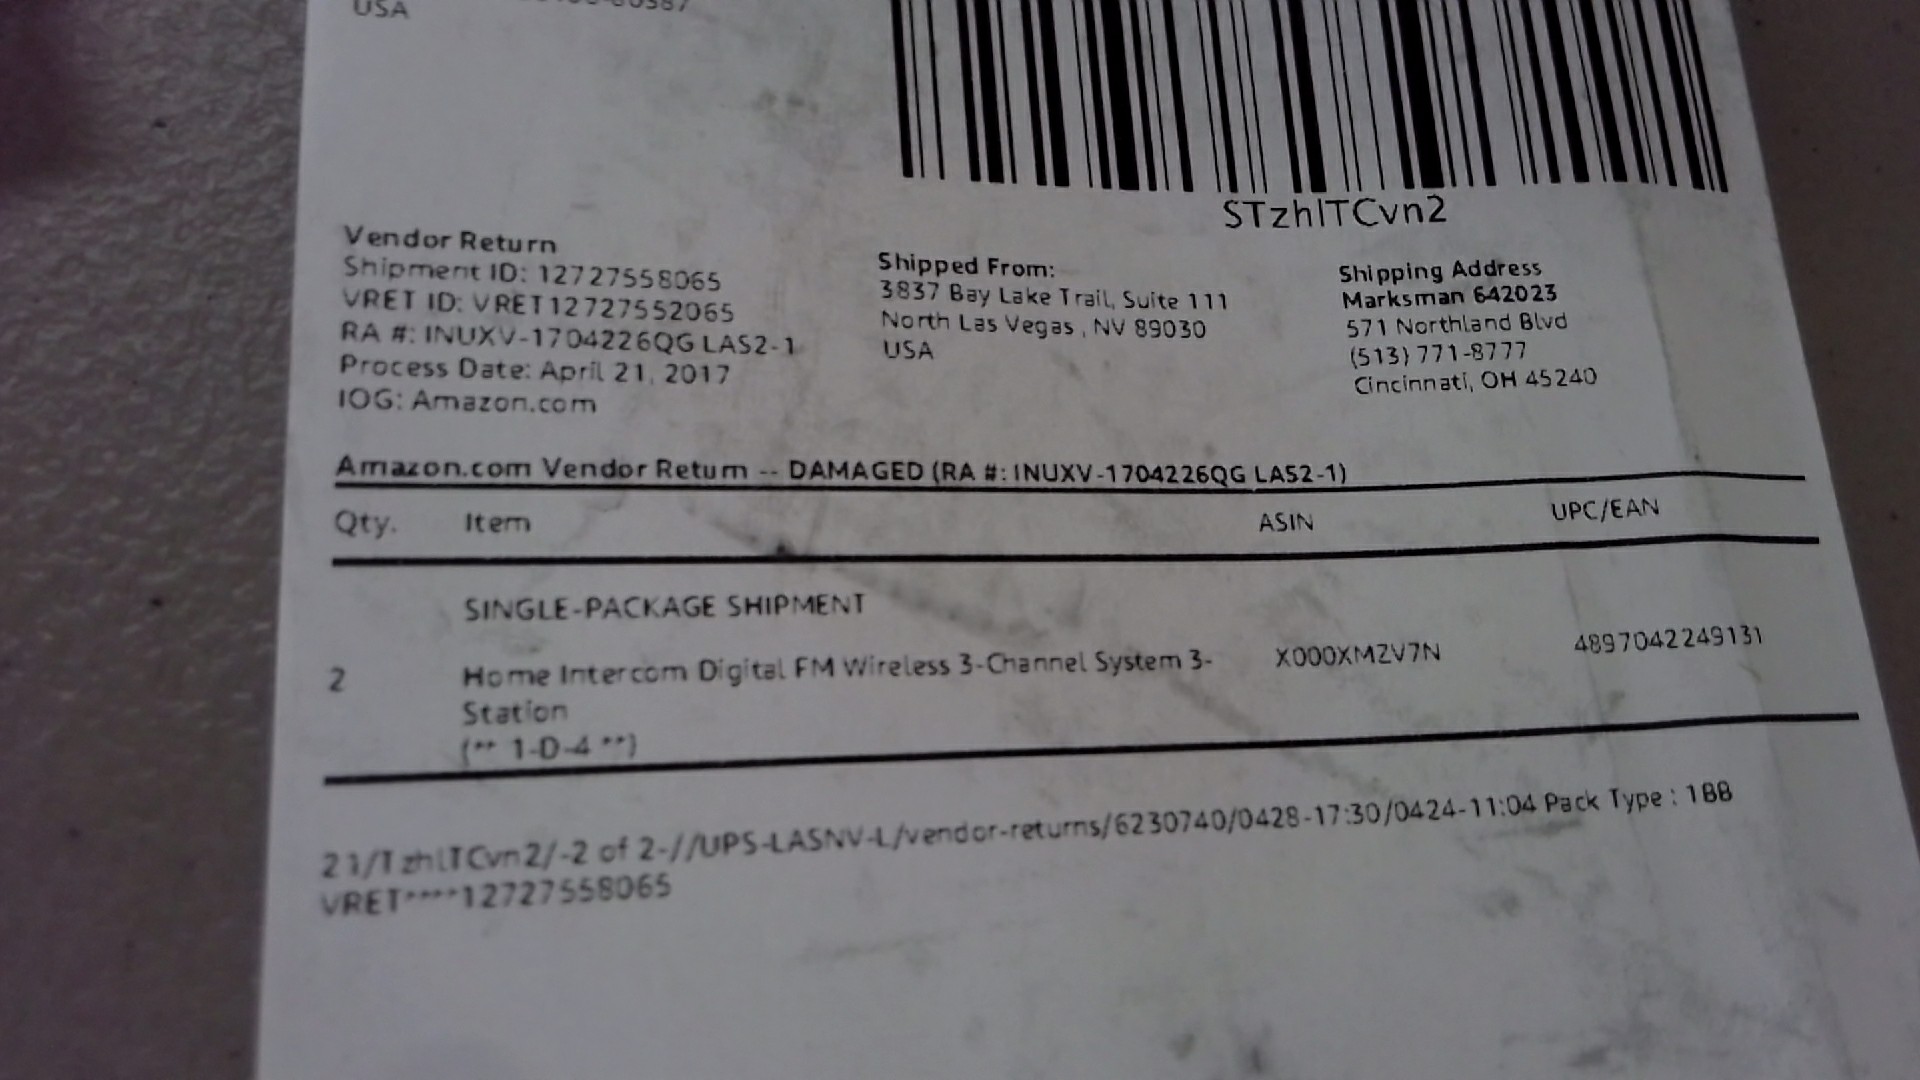 USA
STzhlTCvn2
Vendor Return
Shipment ID: 12727558065
VRET ID: VRET12727552065
RA #: INUXV-1704226QG LAS2-1
Process Date: April 21, 2017
IOG: Amazon.com
Shipped From:
3837 Bay Lake Trail, Suite 111
North Las Vegas , NV 89030
USA
Shipping Address
Marksman 642023
571 Northland Blvd
(513) 771-8777
Cincinnati, OH 45240
Amazon.com Vendor Return -- DAMAGED (RA #: INUXV-1704226QG LAS2-1)
Qty. Item ASIN UPC/EAN
SINGLE-PACKAGE SHIPMENT
2 Home Intercom Digital FM Wireless 3-Channel System 3- X000XMZV7N 4897042249131
Station
(** 1-D-4 **)
21/TzhlTCvn2/-2 of 2-//UPS-LASNV-L/vendor-returns/6230740/0428-17:30/0424-11:04 Pack Type : 1BB
VRET****12727558065